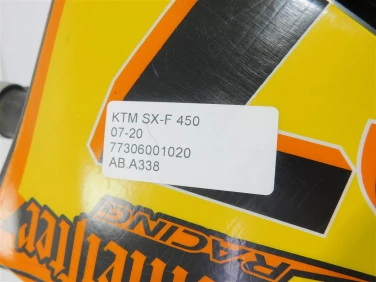 KTM SX-F 450
07-20
77306001020
AB.A338
RACING